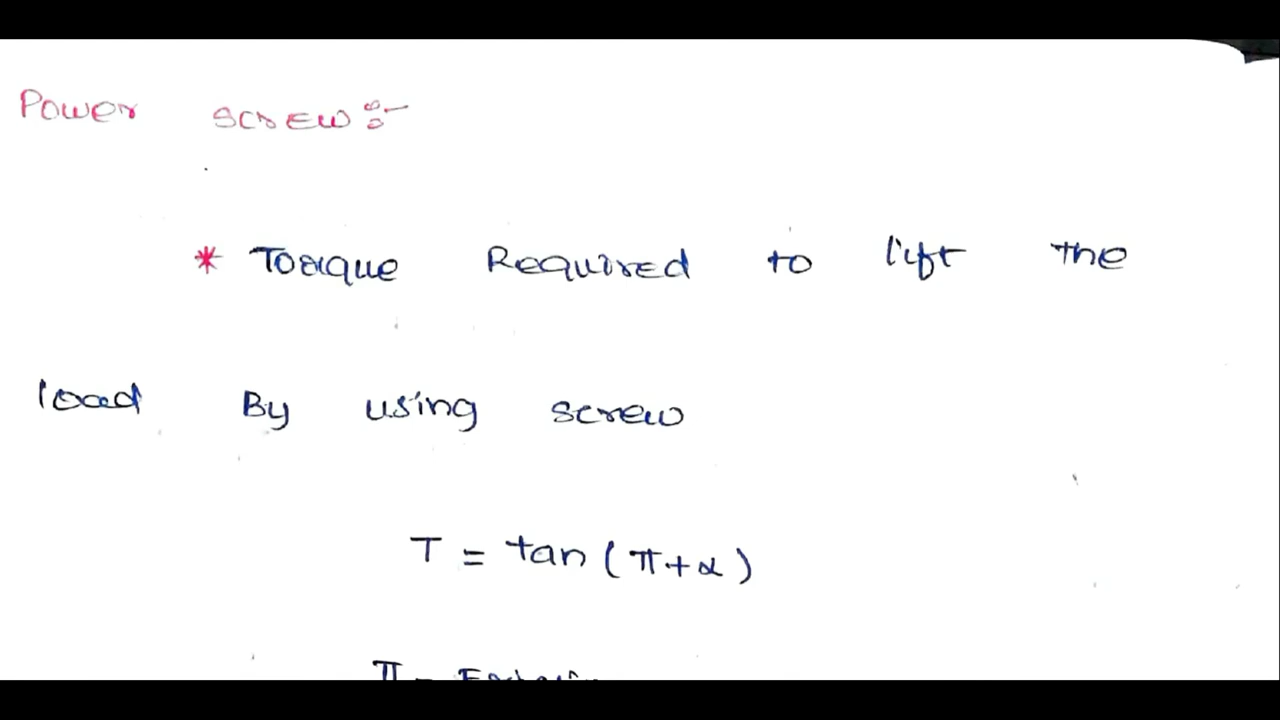 Power screw:-
* Torque Required to lift the
load By using screw
T = tan (π+α)
π -